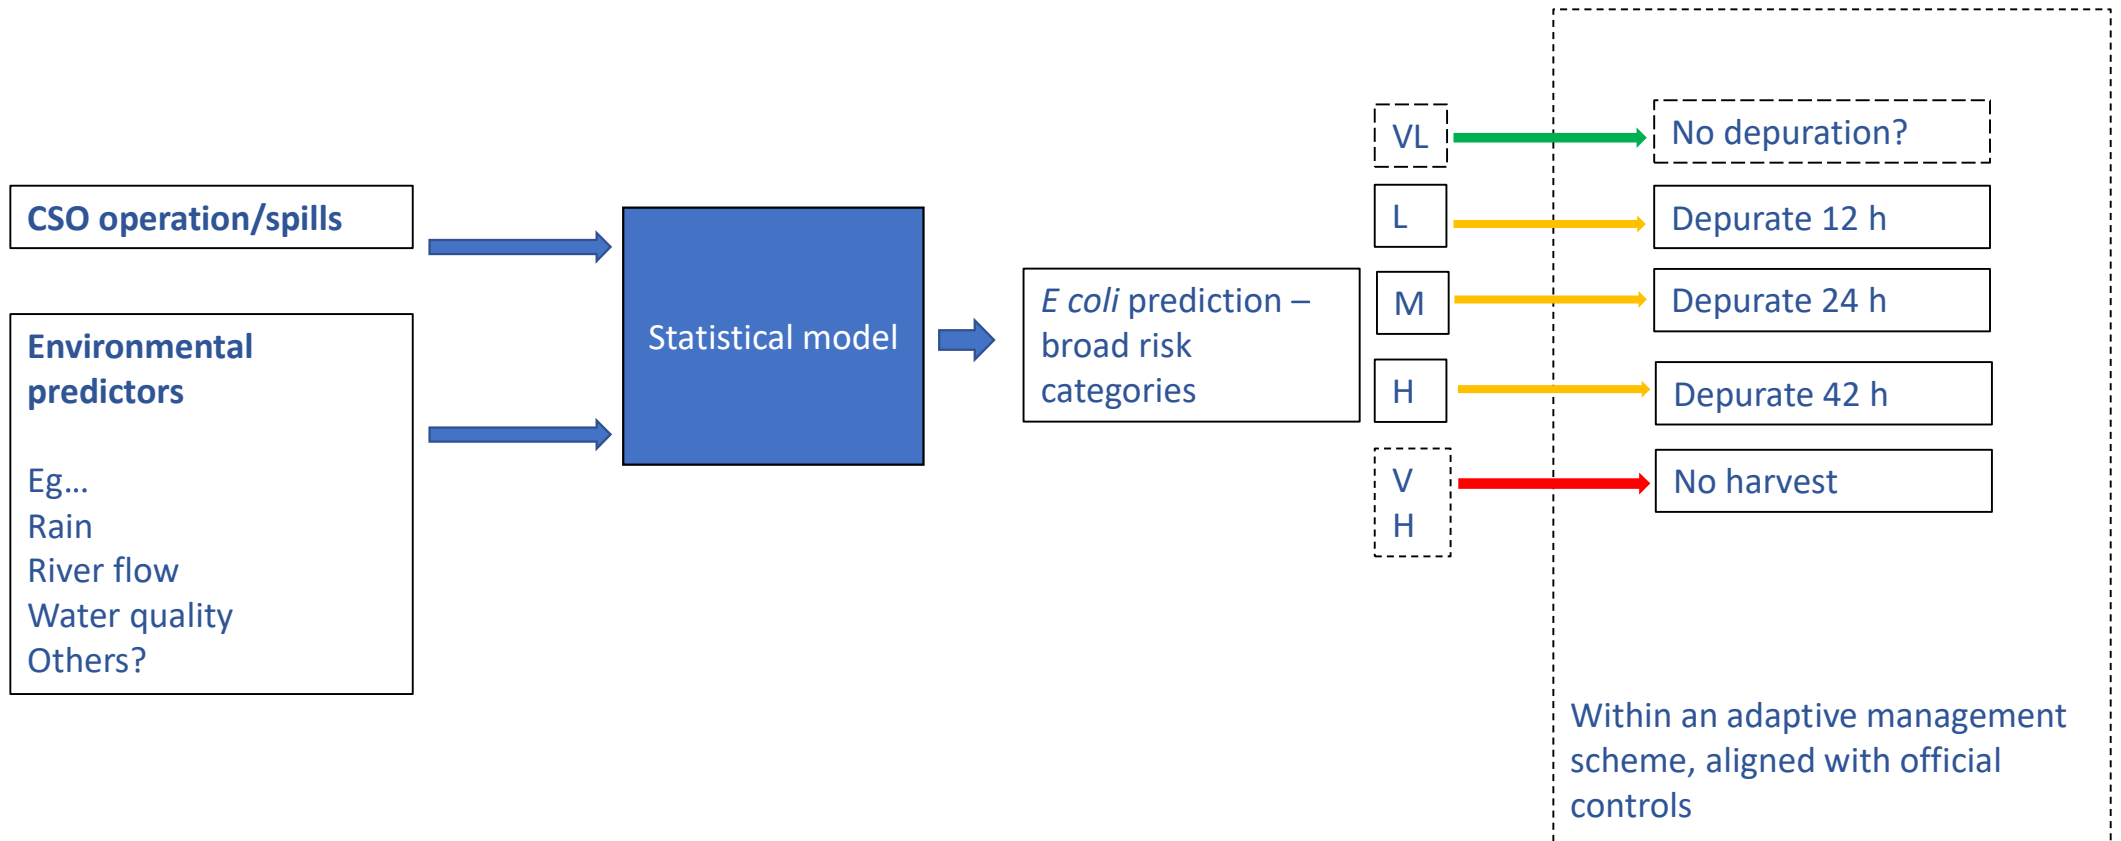 CSO operation/spills
Environmental
predictors
Eg...
Rain
River flow
Water quality
Others?
Statistical model
E coli prediction –
broad risk
categories
VL
No depuration?
L
Depurate 12 h
M
Depurate 24 h
H
Depurate 42 h
V
H
No harvest
Within an adaptive management
scheme, aligned with official
controls